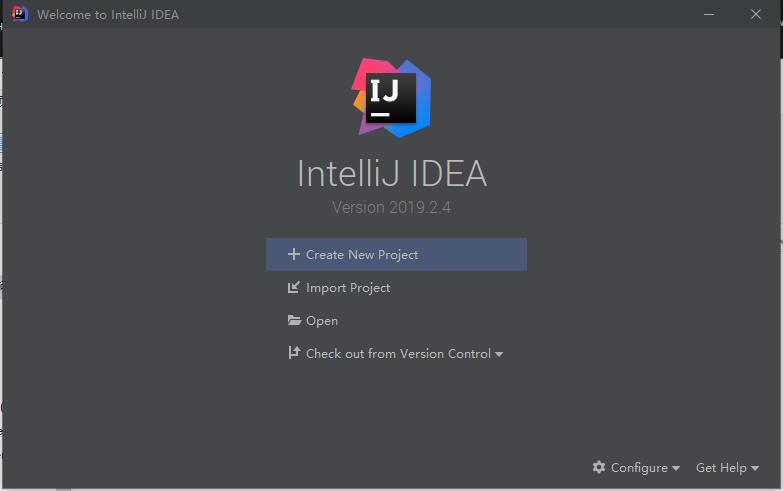 Welcome to IntelliJ IDEA
IJ
IntelliJ IDEA
Version 2019.2.4
Create New Project
Import Project
Open
Check out from Version Control
Configure
Get Help